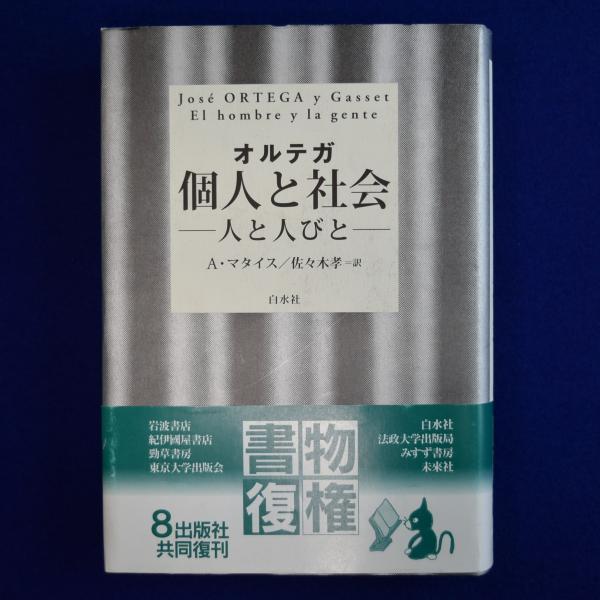 José ORTEGA y Gasset
El hombre y la gente
オルテガ
個人と社会
―人と人びと―
A・マタイス／佐々木孝＝訳
白水社
岩波書店
紀伊國屋書店
勁草書房
東京大学出版会
書物
復権
白水社
法政大学出版局
みすず書房
未來社
8出版社
共同復刊